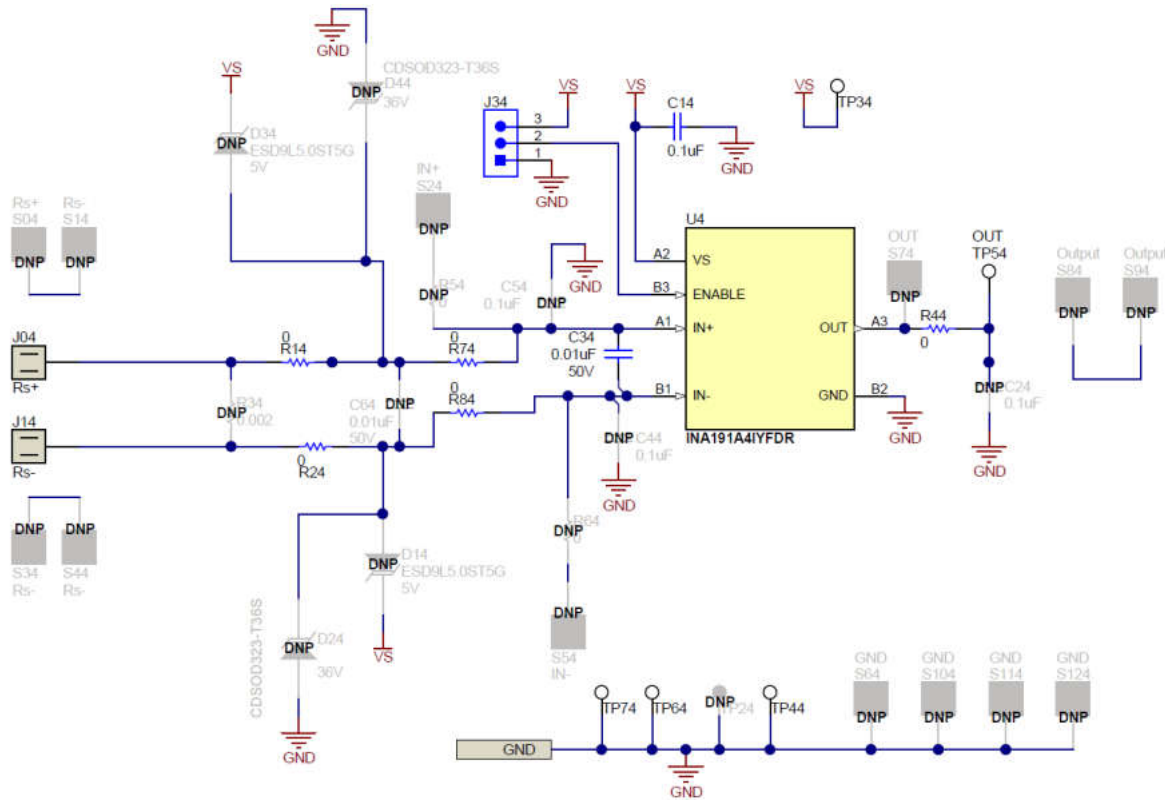 GND
VS
DNP
D34
ESD9L5.0ST5G
5V
CDSOD323-T36S
DNP
D44
36V
J34
3
2
1
VS
GND
VS
C14
0.1uF
GND
VS
TP34
Rs+
S04
DNP
Rs-
S14
DNP
IN+
S24
DNP
DNP
R54
0
C54
0.1uF
DNP
GND
U4
A2
VS
B3
ENABLE
A1
IN+
B1
IN-
OUT
A3
GND
B2
INA191A4IYFDR
GND
OUT
S74
DNP
R44
0
OUT
TP54
DNP
C24
0.1uF
GND
Output
S84
DNP
Output
S94
DNP
J04
Rs+
0
R14
0
R74
C34
0.01uF
50V
DNP
R34
0.002
C64
0.01uF
50V
DNP
0
R84
J14
Rs-
0
R24
DNP
C44
0.1uF
GND
DNP
S34
Rs-
DNP
S44
Rs-
DNP
D14
ESD9L5.0ST5G
5V
VS
CDSOD323-T36S
DNP
D24
36V
GND
DNP
R64
0
DNP
S54
IN-
GND
TP74
TP64
DNP
TP24
TP44
GND
GND
S64
DNP
GND
S104
DNP
GND
S114
DNP
GND
S124
DNP